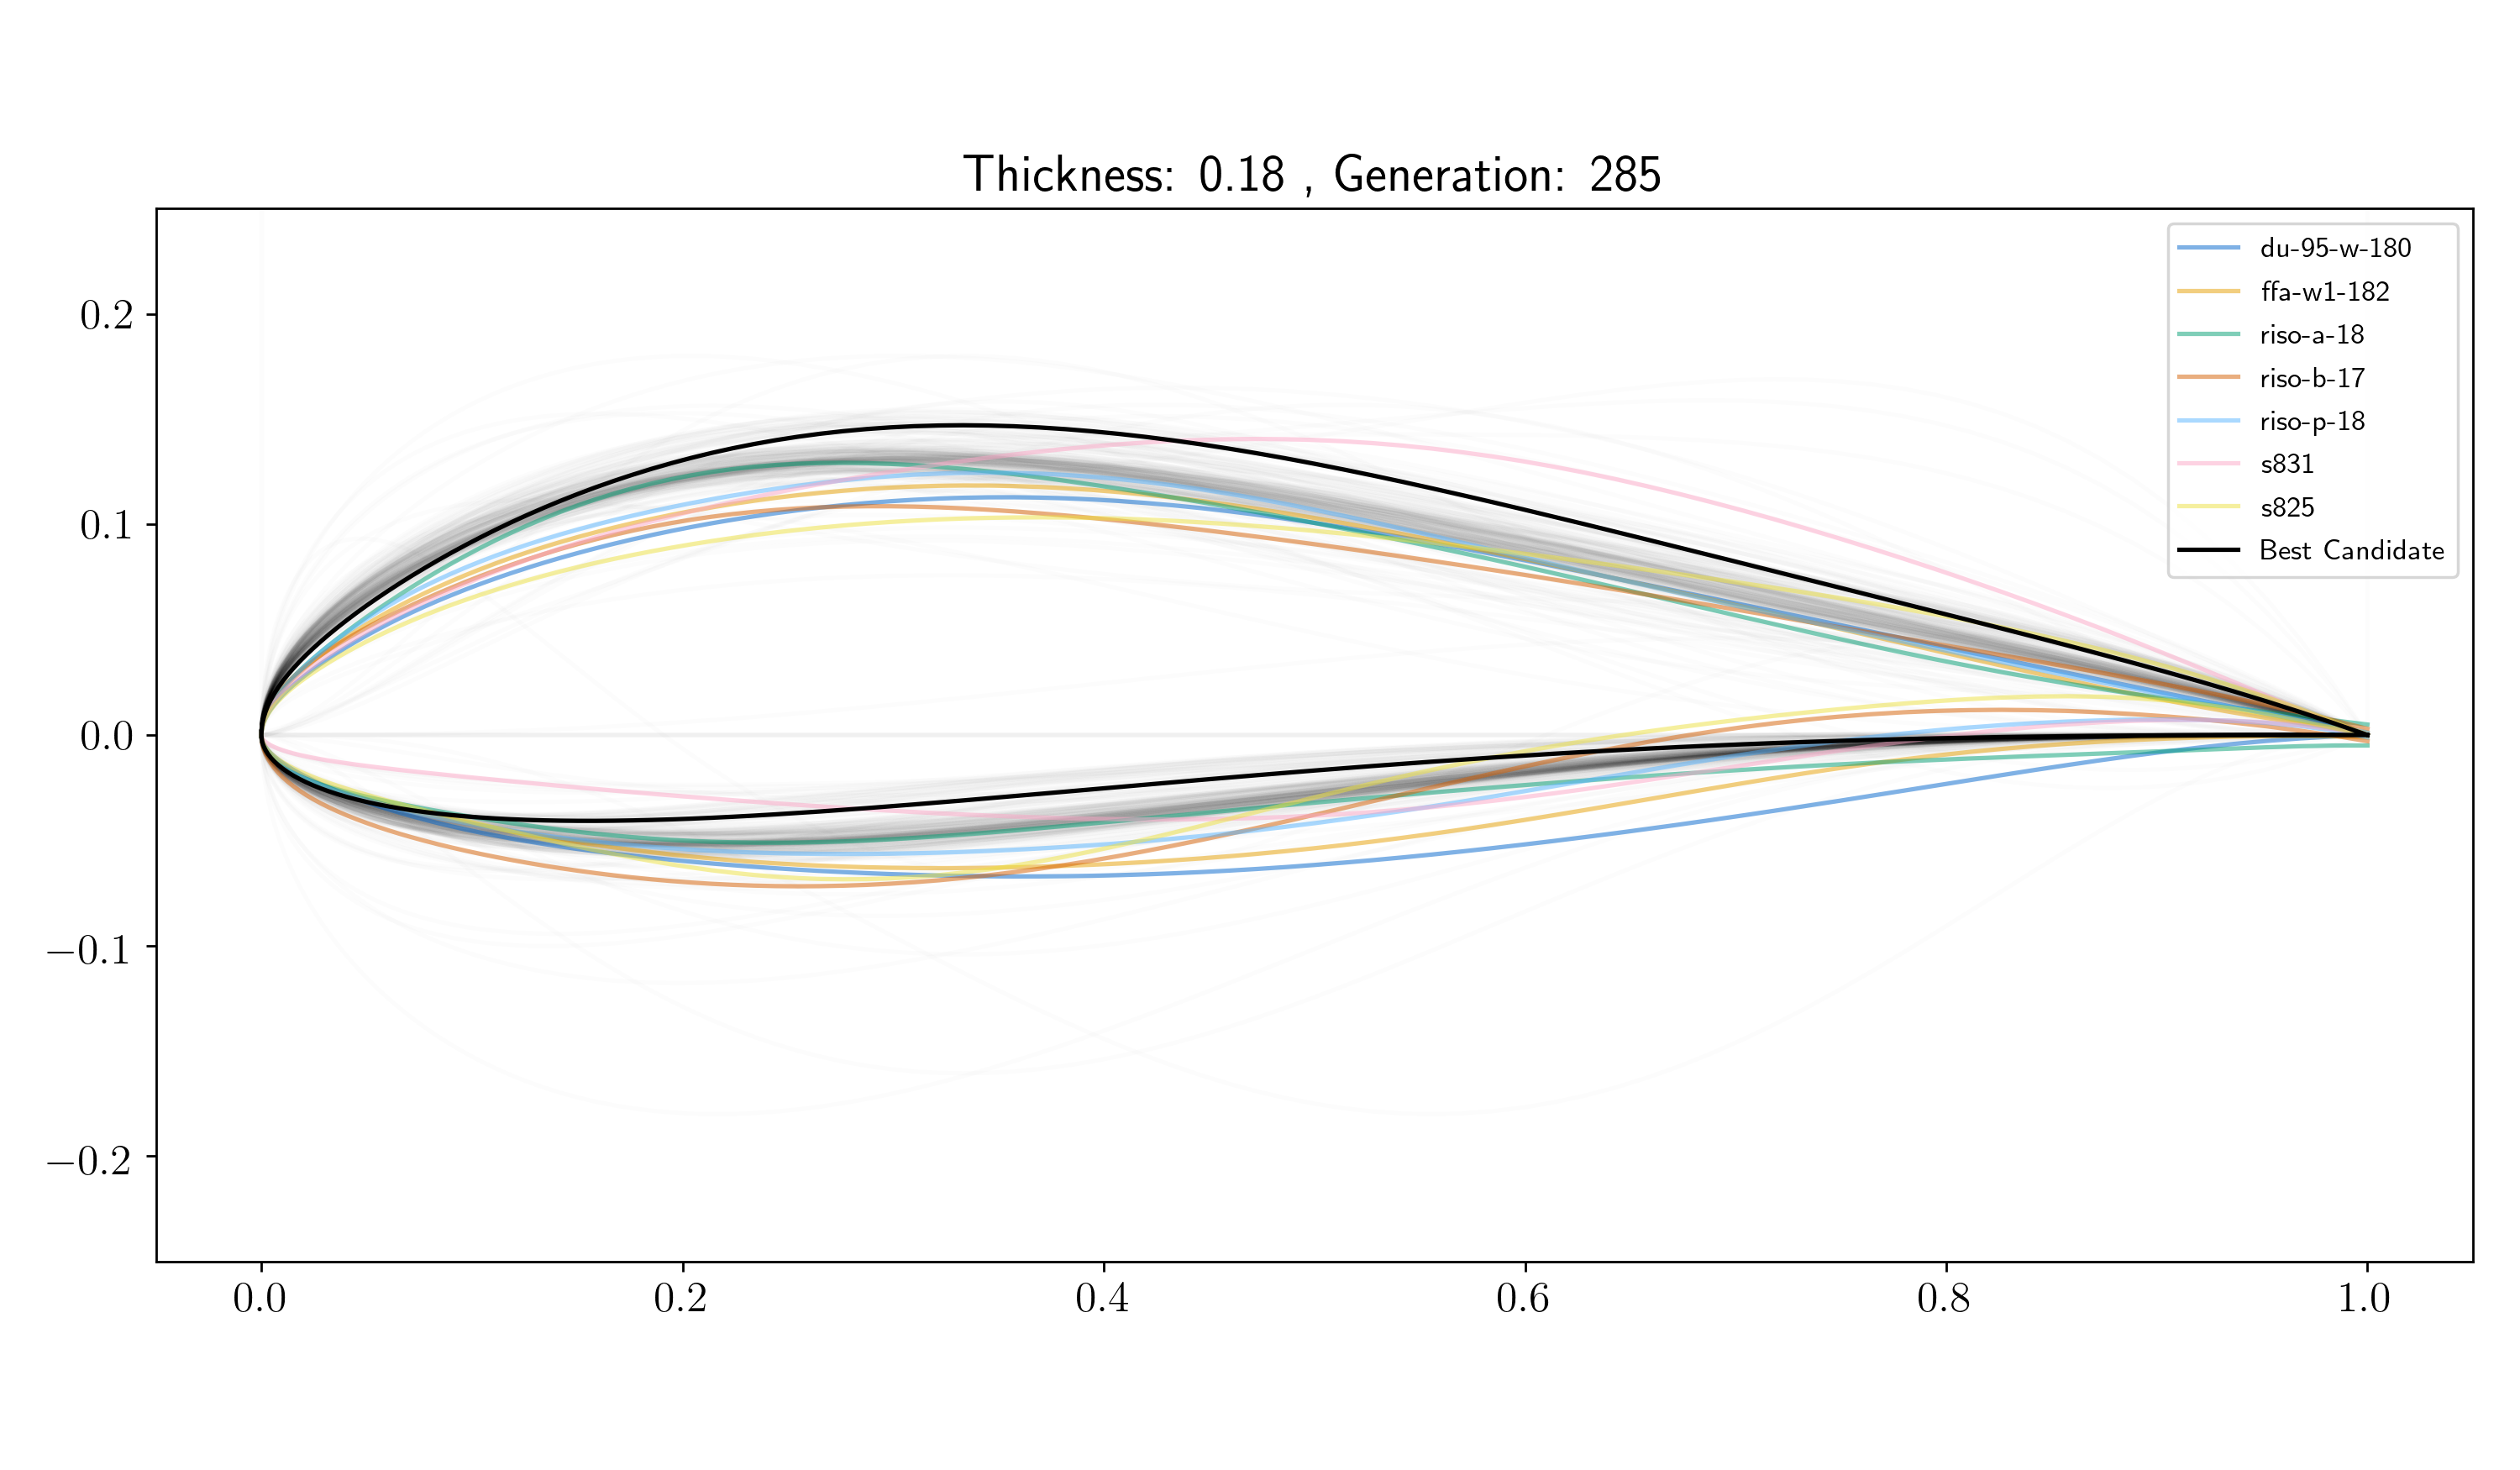 Thickness: 0.18 , Generation: 285
du-95-w-180
ffa-w1-182
riso-a-18
riso-b-17
riso-p-18
s831
s825
Best Candidate
0.2
0.1
0.0
−0.1
−0.2
0.0 0.2 0.4 0.6 0.8 1.0